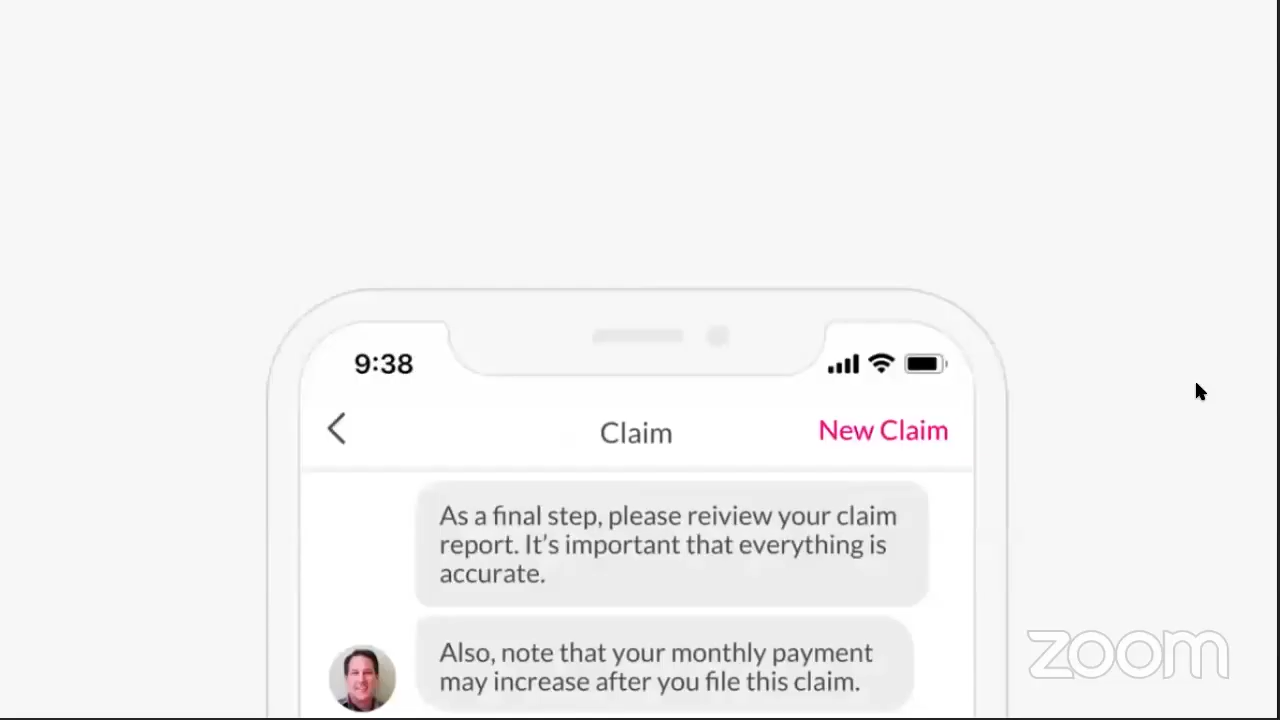 9:38
Claim
New Claim
As a final step, please reiview your claim
report. It's important that everything is
accurate.
Also, note that your monthly payment
may increase after you file this claim.
zoom